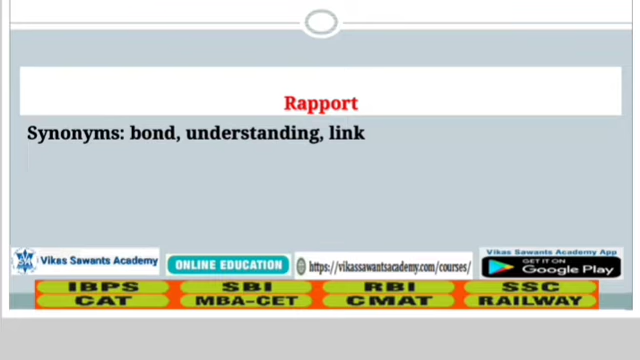 Rapport
Synonyms: bond, understanding, link
Vikas Sawants Academy
ONLINE EDUCATION
https://vikassawantsacademy.com/courses/
Vikas Sawants Academy App
GET IT ON
Google Play
IBPS SBI RBI SSC
CAT MBA-CET CMAT RAILWAY